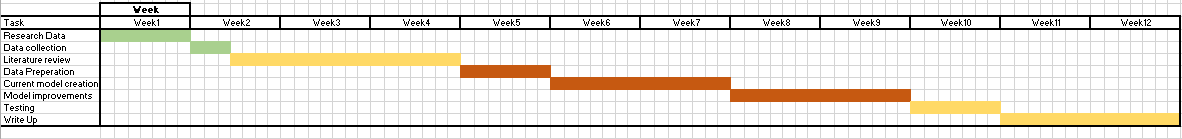 Week
Task Week1 Week2 Week3 Week4 Week5 Week6 Week7 Week8 Week9 Week10 Week11 Week12
Research Data
Data collection
Literature review
Data Preperation
Current model creation
Model improvements
Testing
Write Up